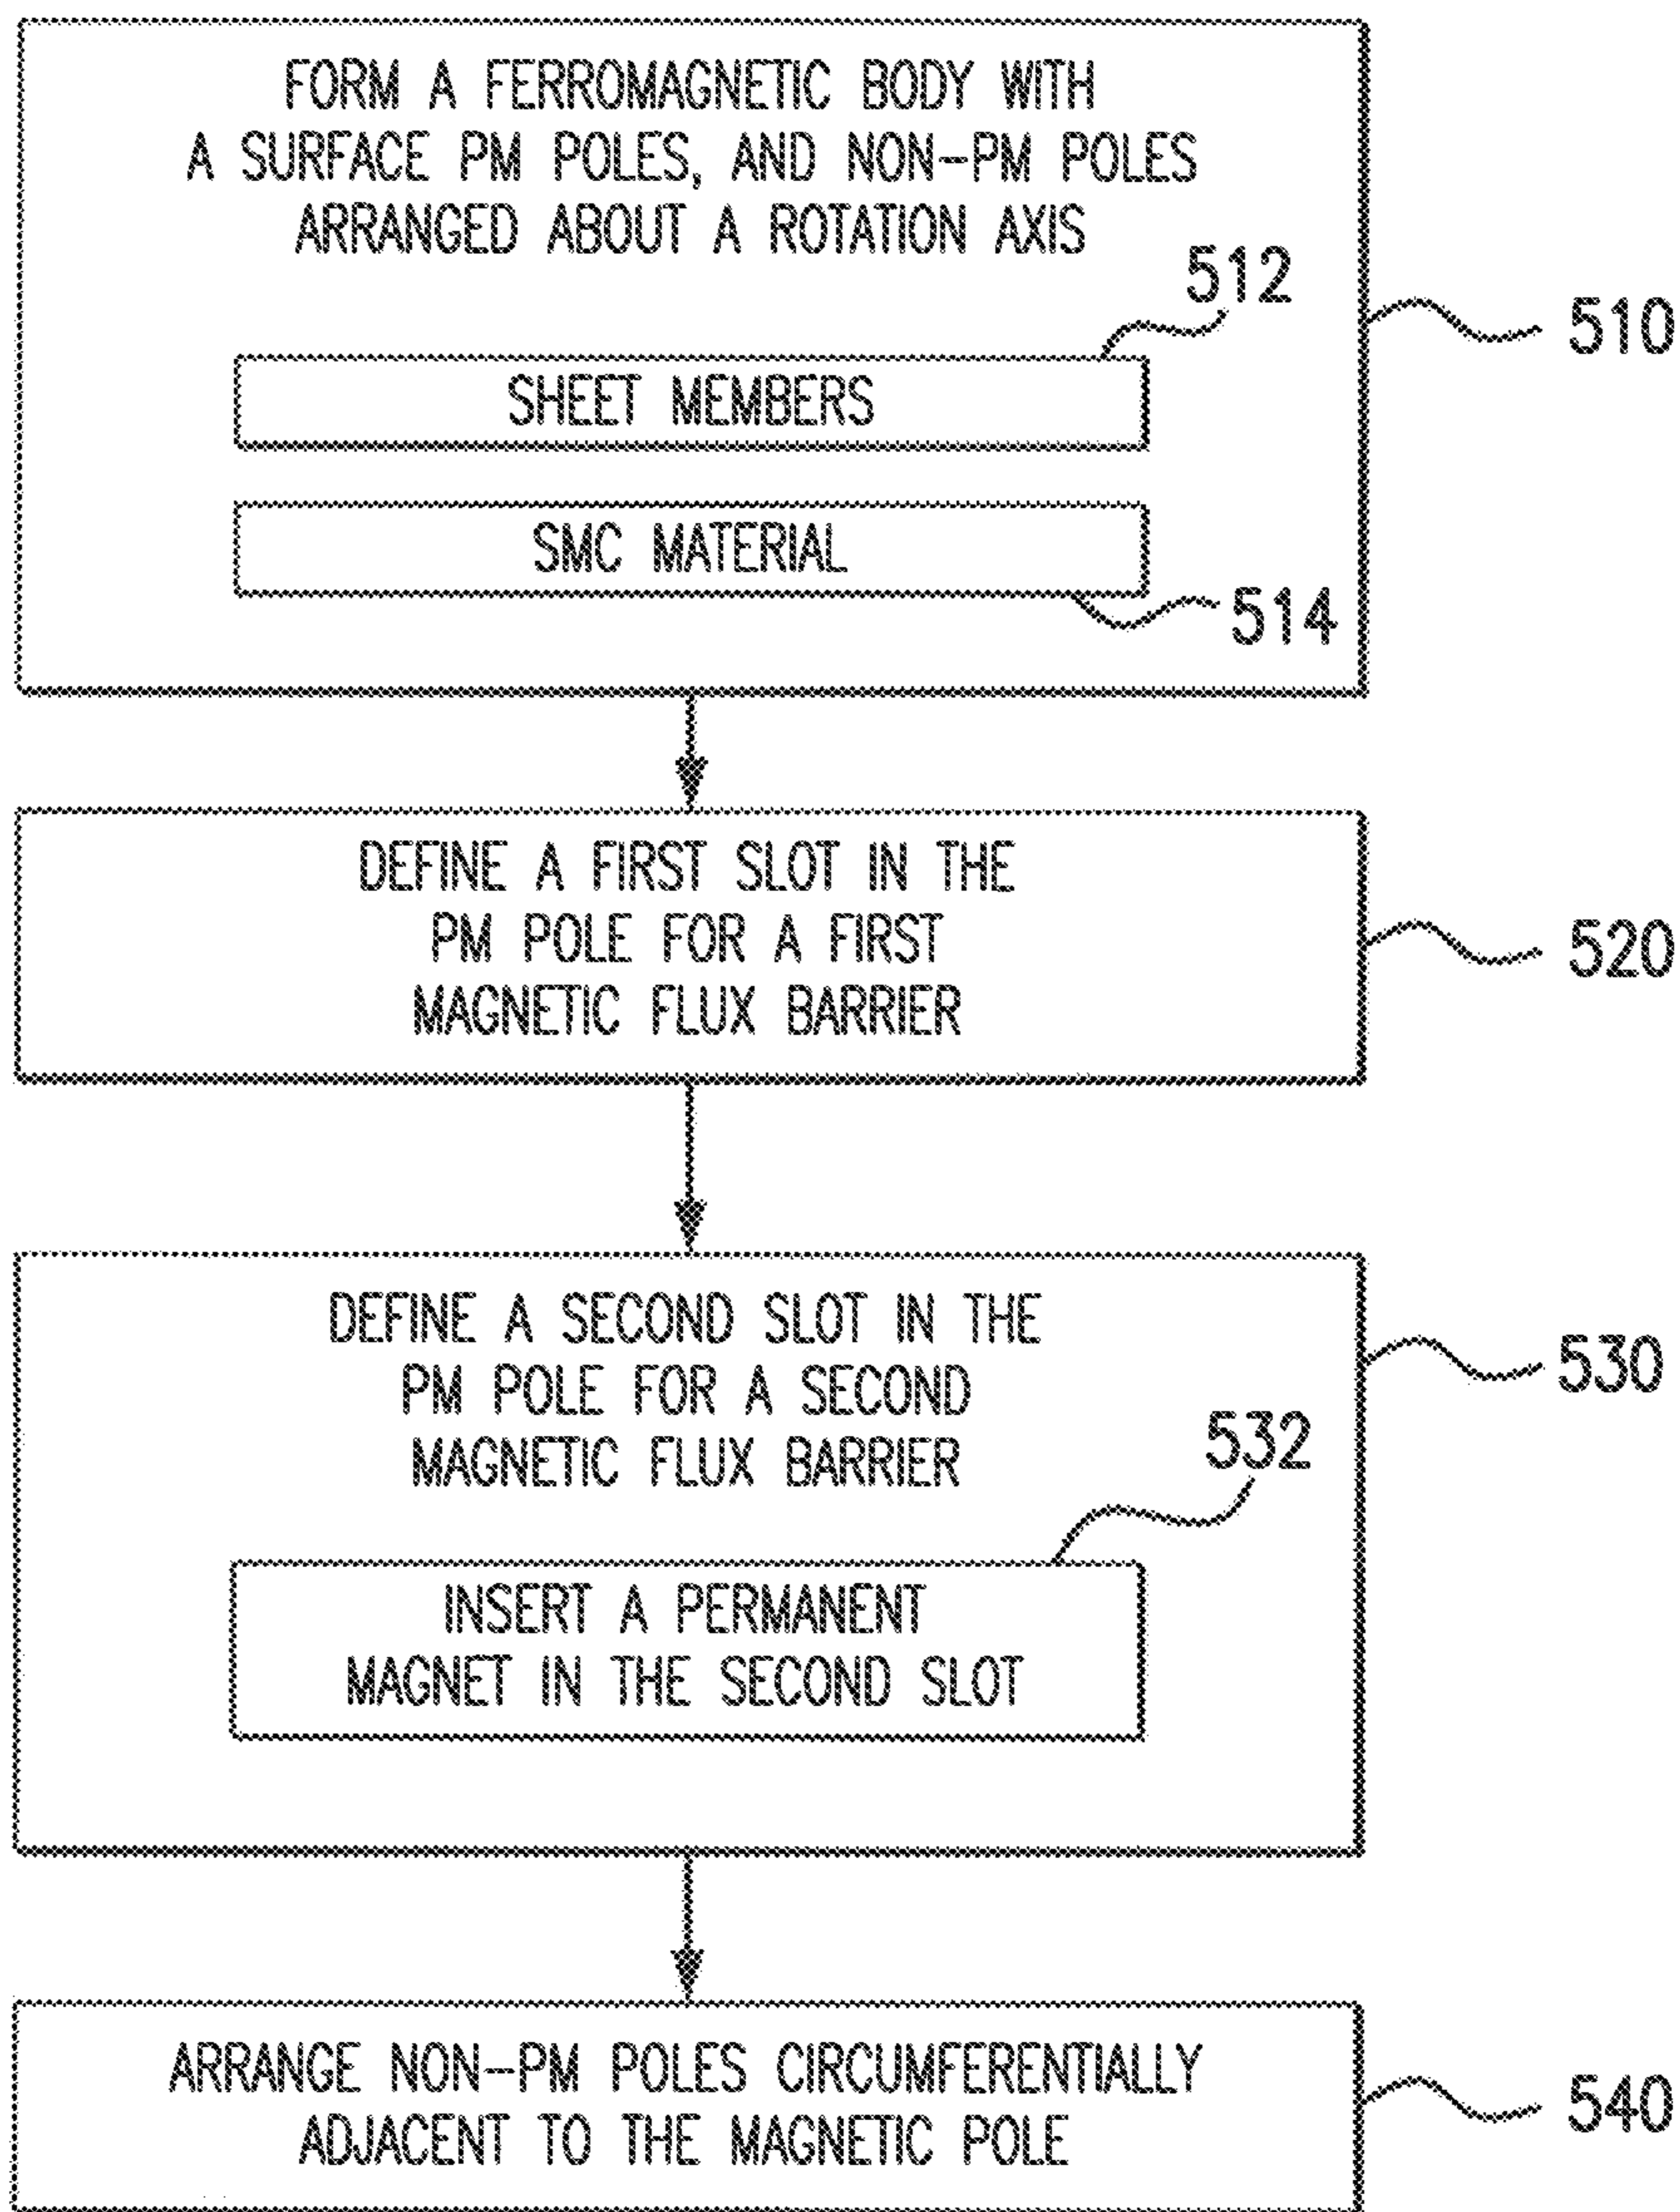 FORM A FERROMAGNETIC BODY WITH
A SURFACE PM POLES, AND NON-PM POLES
ARRANGED ABOUT A ROTATION AXIS
512
510
SHEET MEMBERS
SMC MATERIAL
514
DEFINE A FIRST SLOT IN THE
PM POLE FOR A FIRST
MAGNETIC FLUX BARRIER
520
DEFINE A SECOND SLOT IN THE
PM POLE FOR A SECOND
MAGNETIC FLUX BARRIER
530
532
INSERT A PERMANENT
MAGNET IN THE SECOND SLOT
ARRANGE NON-PM POLES CIRCUMFERENTIALLY
ADJACENT TO THE MAGNETIC POLE
540